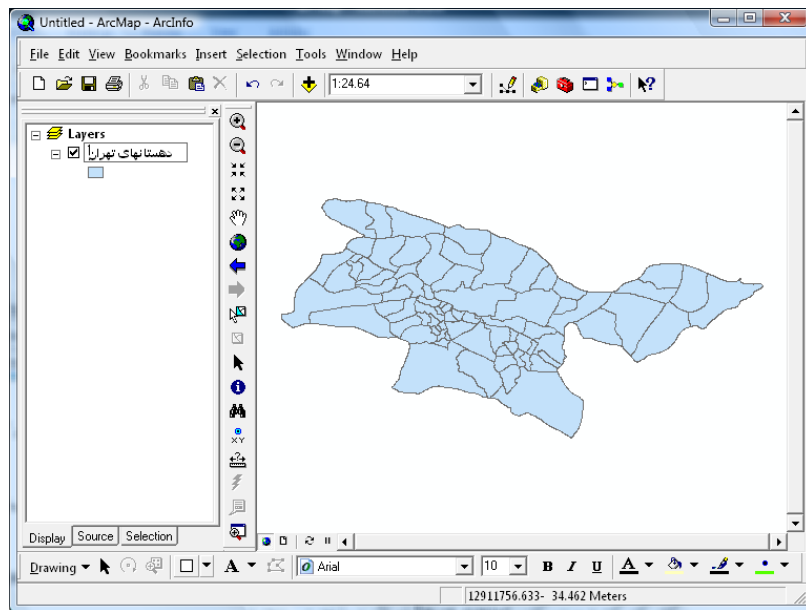 Untitled - ArcMap - ArcInfo
File Edit View Bookmarks Insert Selection Tools Window Help
1:24.64
Layers
دهستانهای تهران
XY
Display Source Selection
Drawing A Arial 10 B I U A
12911756.633- 34.462 Meters